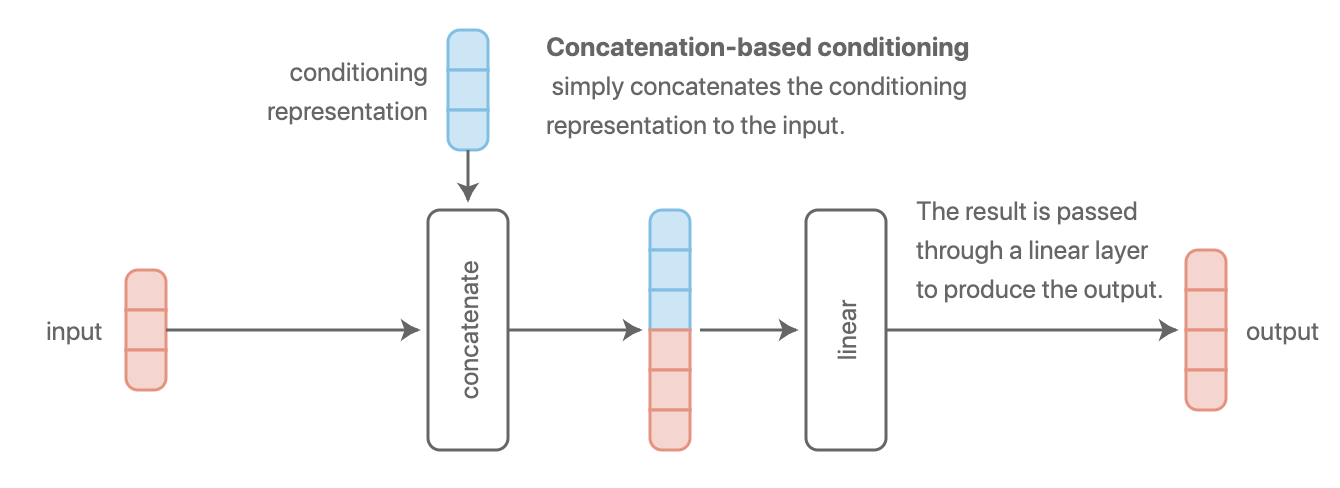 conditioning
representation
Concatenation-based conditioning
simply concatenates the conditioning
representation to the input.
input
concatenate
linear
The result is passed
through a linear layer
to produce the output.
output